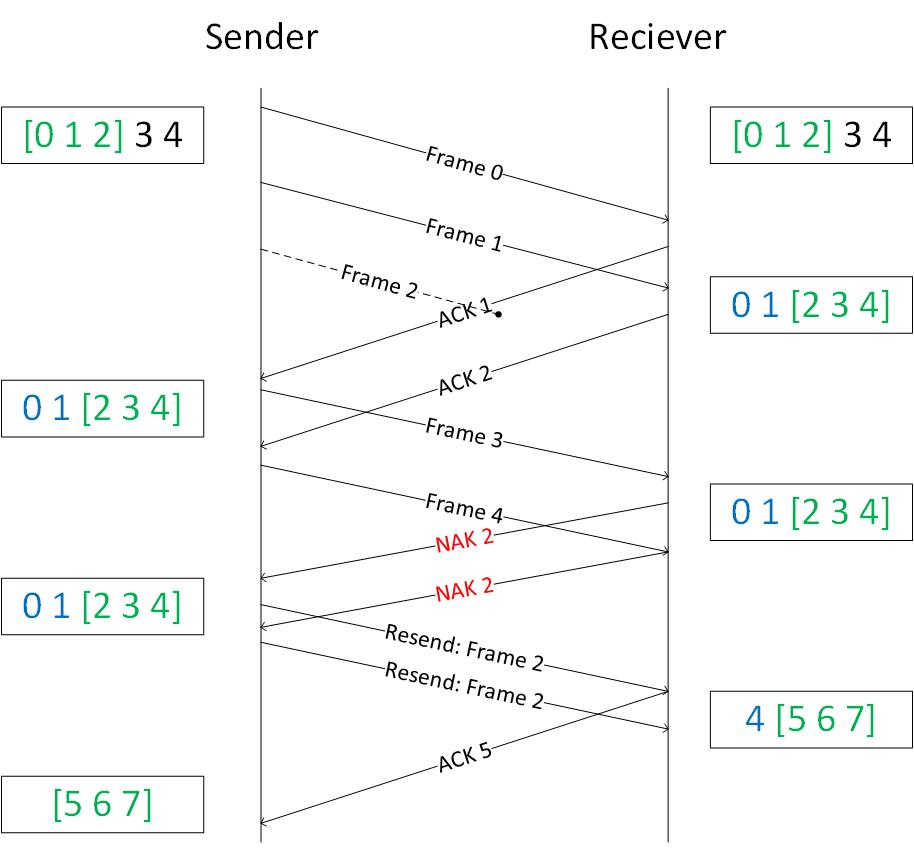 Sender
Reciever
[0 1 2] 3 4
[0 1 2] 3 4
Frame 0
Frame 1
Frame 2
ACK 1
0 1 [2 3 4]
ACK 2
0 1 [2 3 4]
Frame 3
Frame 4
0 1 [2 3 4]
NAK 2
NAK 2
0 1 [2 3 4]
Resend: Frame 2
Resend: Frame 2
4 [5 6 7]
ACK 5
[5 6 7]